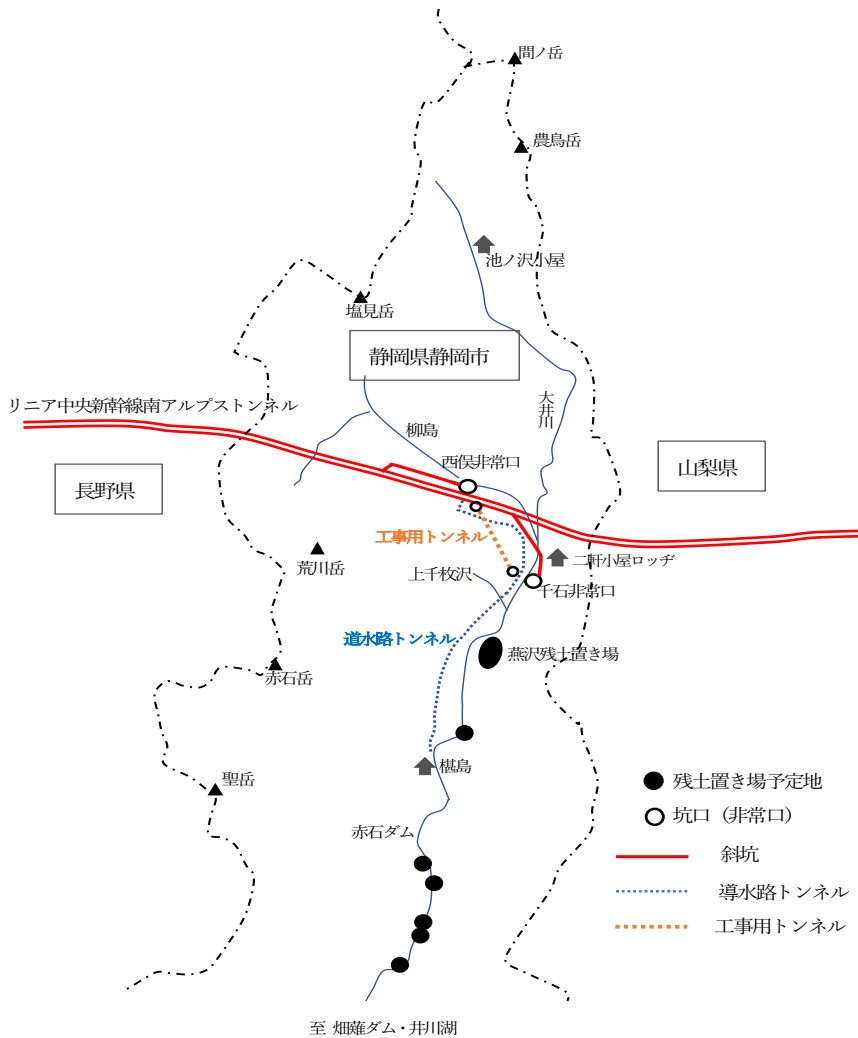 間ノ岳
農鳥岳
池ノ沢小屋
塩見岳
静岡県静岡市
リニア中央新幹線南アルプストンネル
大井川
柳島
西俣非常口
山梨県
長野県
工事用トンネル
二軒小屋ロッヂ
荒川岳
上千枚沢
千石非常口
道水路トンネル
燕沢残土置き場
赤石岳
椹島
聖岳
残土置き場予定地
坑口（非常口）
赤石ダム
斜坑
導水路トンネル
工事用トンネル
至 畑薙ダム・井川湖